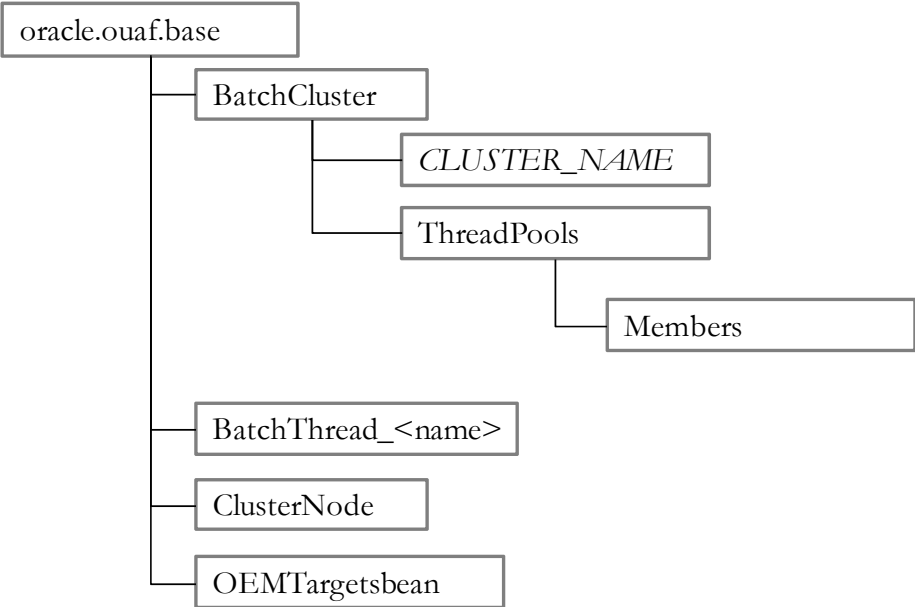 oracle.ouaf.base
BatchCluster
CLUSTER_NAME
ThreadPools
Members
BatchThread_<name>
ClusterNode
OEMTargetsbean